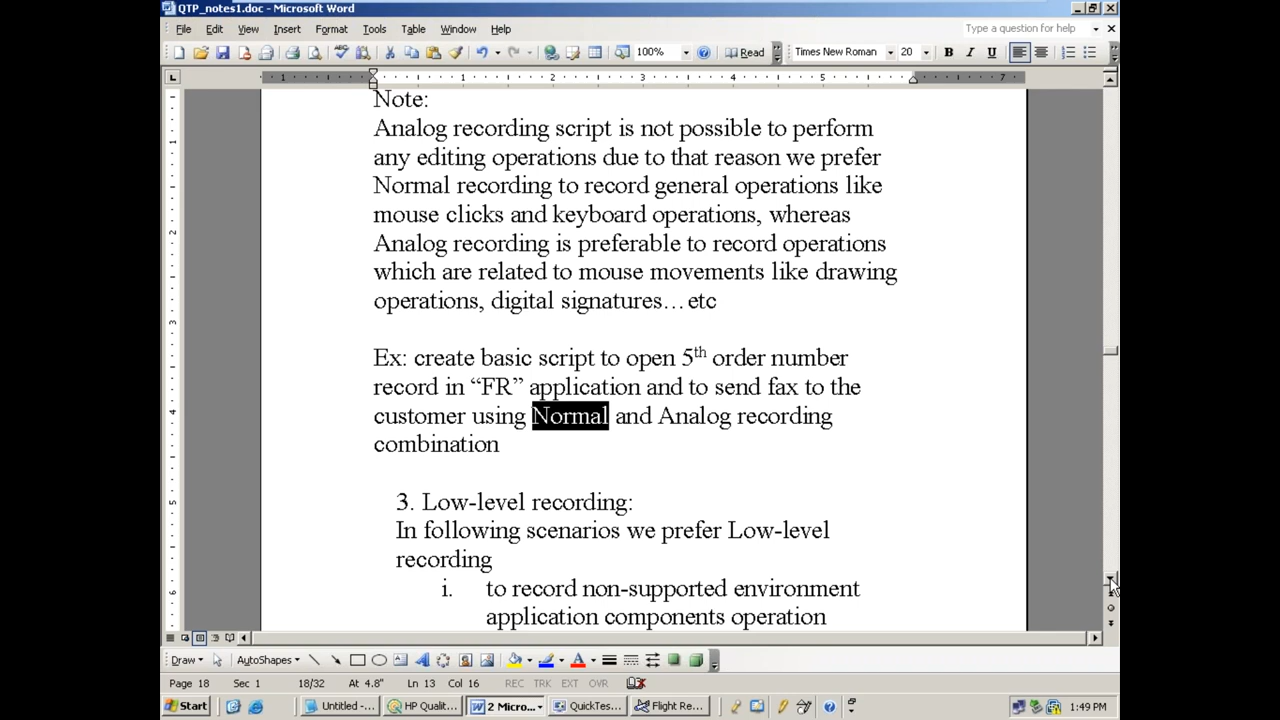 QTP_notes1.doc - Microsoft Word
File Edit View Insert Format Tools Table Window Help Type a question for help
100% Read Times New Roman 20 B I U
1 1 2 3 4 5 7
Note:
Analog recording script is not possible to perform
any editing operations due to that reason we prefer
Normal recording to record general operations like
mouse clicks and keyboard operations, whereas
Analog recording is preferable to record operations
which are related to mouse movements like drawing
operations, digital signatures…etc
Ex: create basic script to open 5th order number
record in “FR” application and to send fax to the
customer using Normal and Analog recording
combination
3. Low-level recording:
In following scenarios we prefer Low-level
recording
i. to record non-supported environment
application components operation
Draw AutoShapes
Page 18 Sec 1 18/32 At 4.8" Ln 13 Col 16 REC TRK EXT OVR
Start Untitled -... HP Qualit... 2 Micro... QuickTes... Flight Re... 1:49 PM